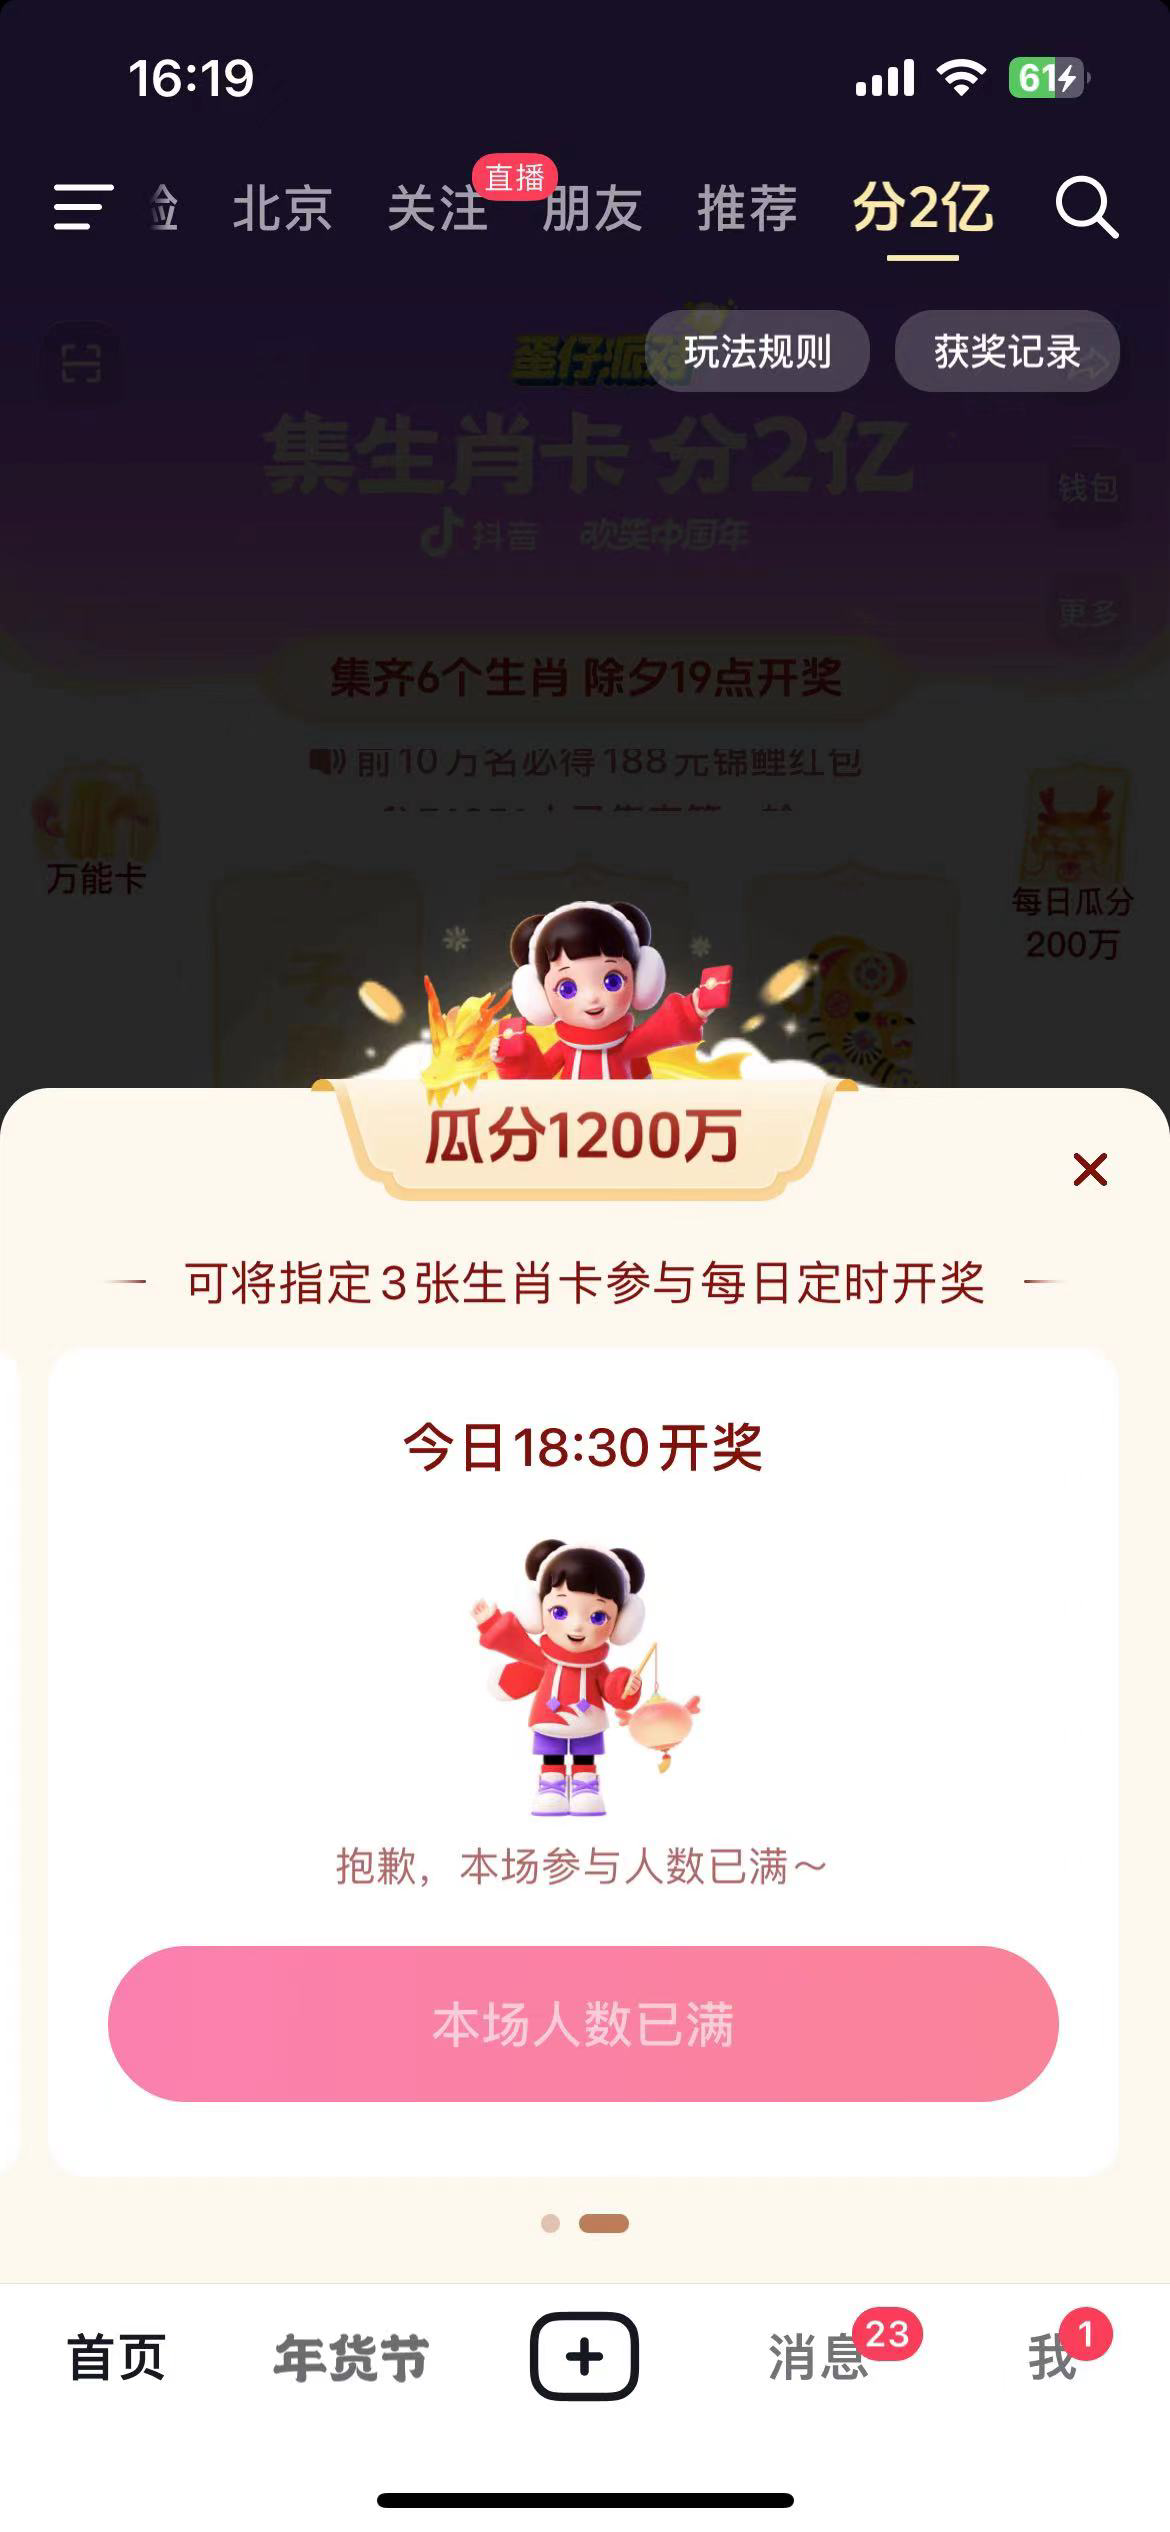 16:19
61
直播
北京 关注 朋友 推荐 分2亿
玩法规则 获奖记录
蛋仔派对
集生肖卡 分2亿
钱包
抖音 欢笑中国年
更多
集齐6个生肖 除夕19点开奖
前10万名必得188元锦鲤红包
万能卡
每日瓜分
200万
瓜分1200万
可将指定3张生肖卡参与每日定时开奖
今日18:30开奖
抱歉，本场参与人数已满～
本场人数已满
首页 年货节 消息 23 我 1